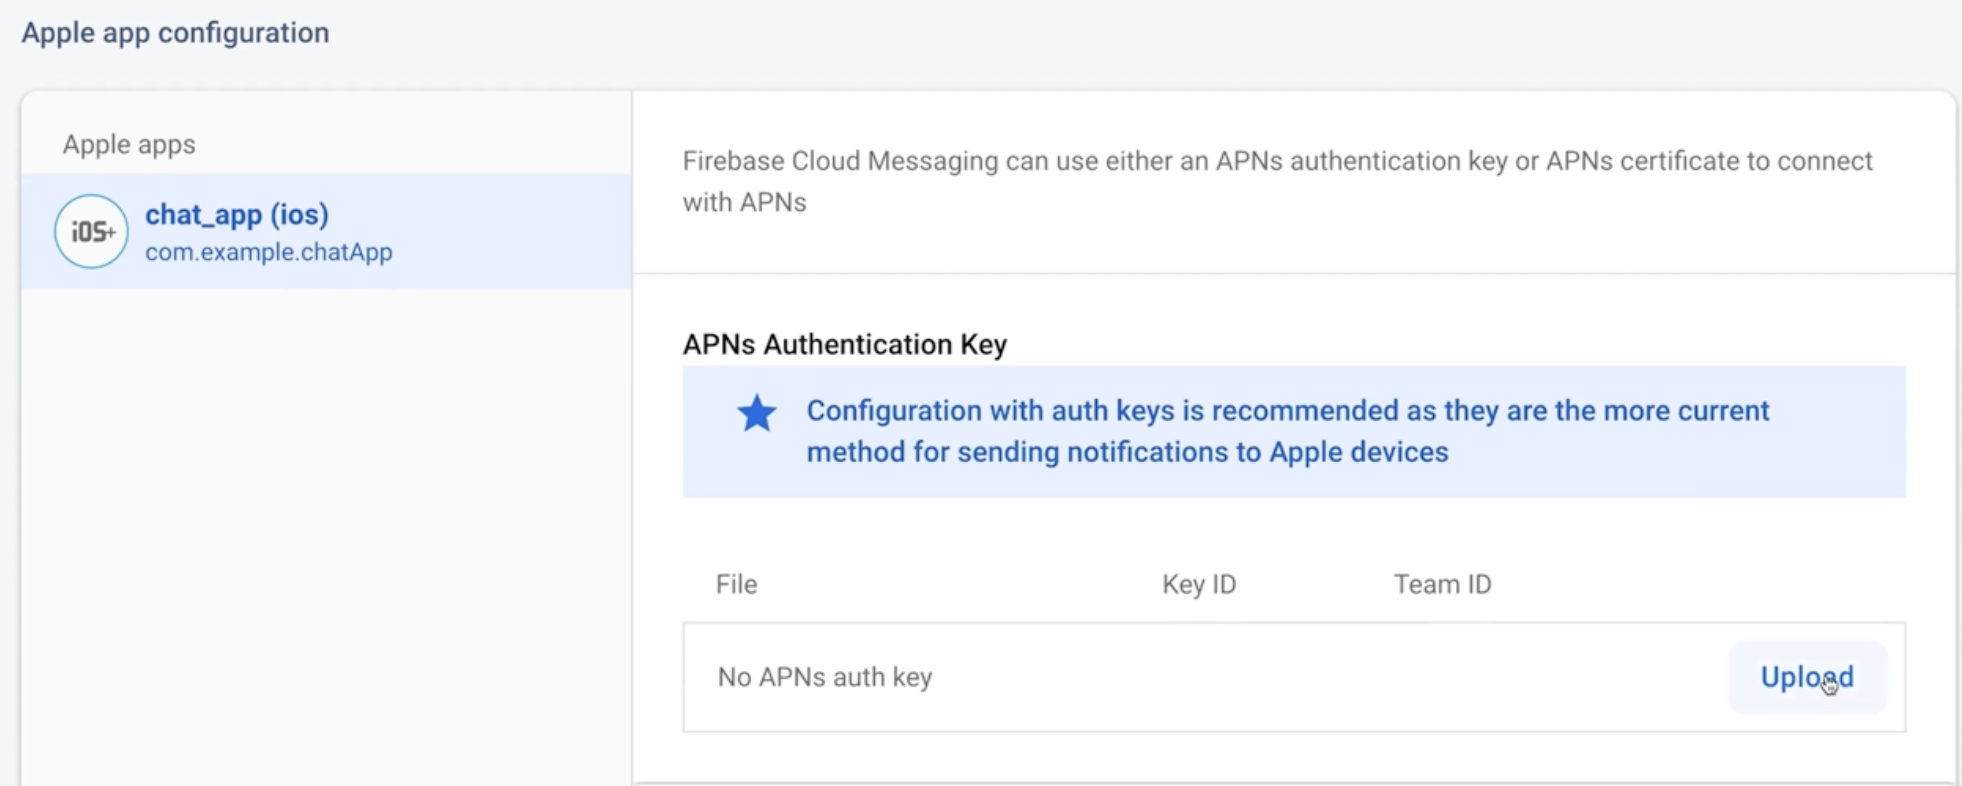 Apple app configuration
Apple apps
iOS+
chat_app (ios)
com.example.chatApp
Firebase Cloud Messaging can use either an APNs authentication key or APNs certificate to connect
with APNs
APNs Authentication Key
Configuration with auth keys is recommended as they are the more current
method for sending notifications to Apple devices
File Key ID Team ID
No APNs auth key Upload